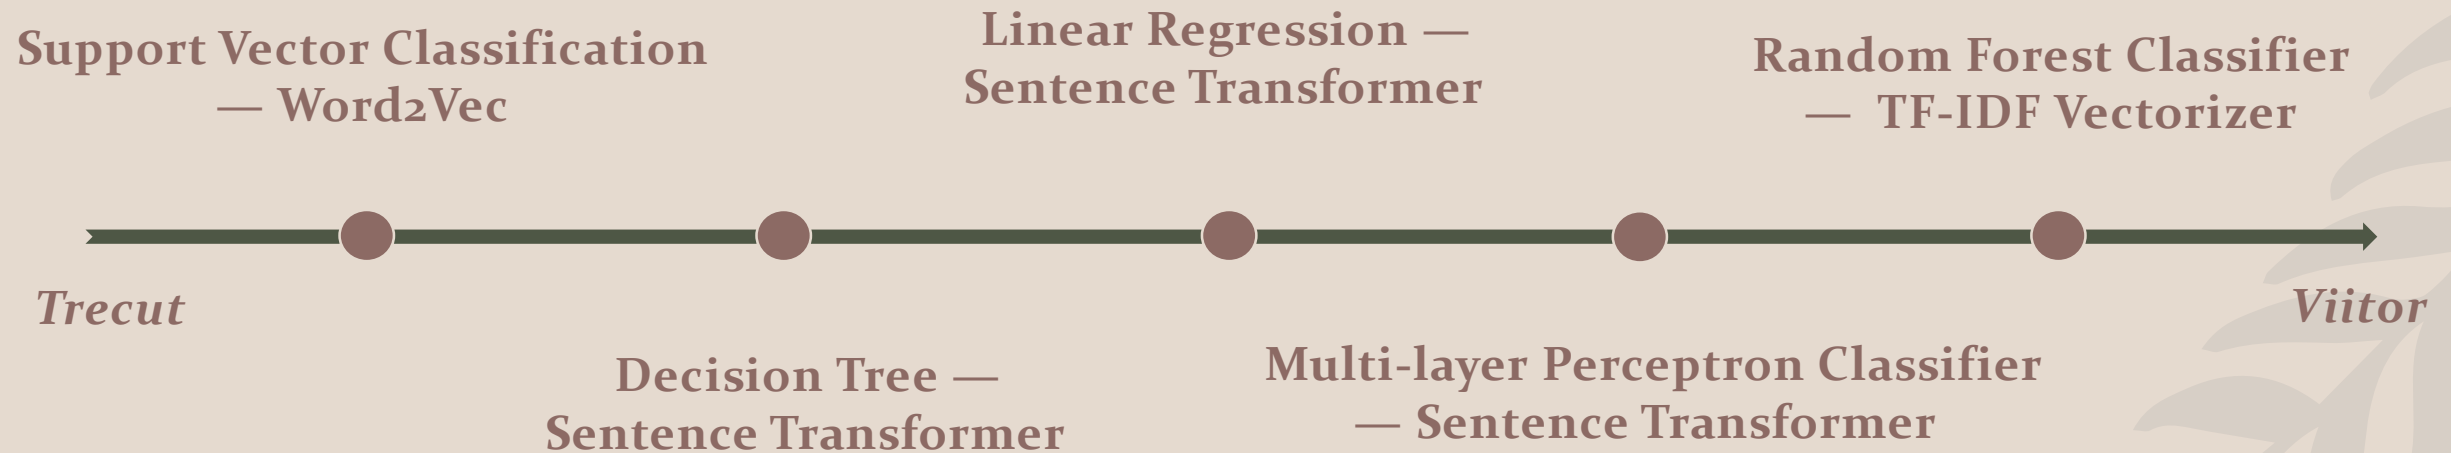 Support Vector Classification
— Word2Vec
Linear Regression —
Sentence Transformer
Random Forest Classifier
— TF-IDF Vectorizer
Trecut
Viitor
Decision Tree —
Sentence Transformer
Multi-layer Perceptron Classifier
— Sentence Transformer